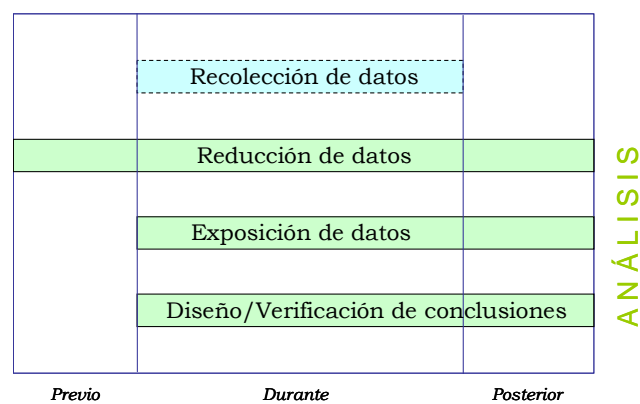 Recolección de datos
Reducción de datos
Exposición de datos
Diseño/Verificación de conclusiones
ANÁLISIS
Previo
Durante
Posterior